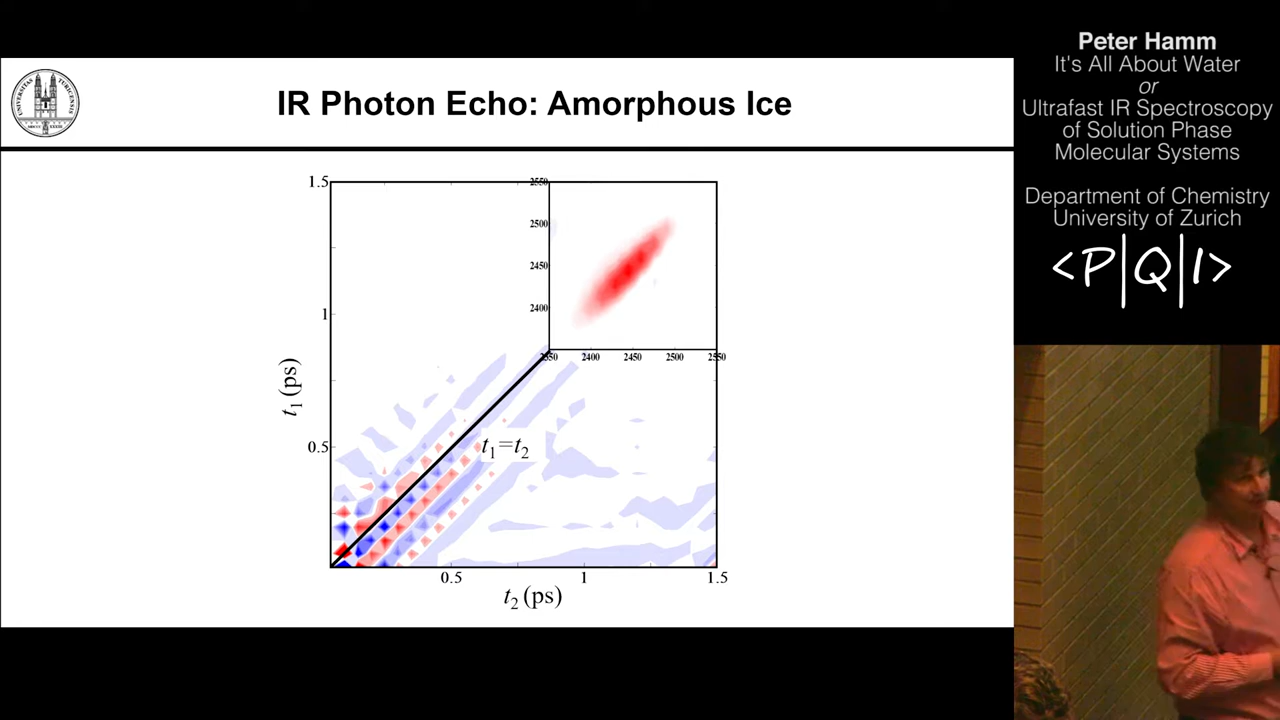 IR Photon Echo: Amorphous Ice
1.5
1
0.5
t1 (ps)
0.5
1
1.5
t2 (ps)
t1=t2
2550
2500
2450
2400
2350
2400
2450
2500
2550
Peter Hamm
It's All About Water
or
Ultrafast IR Spectroscopy
of Solution Phase
Molecular Systems
Department of Chemistry
University of Zurich
<P|Q|I>